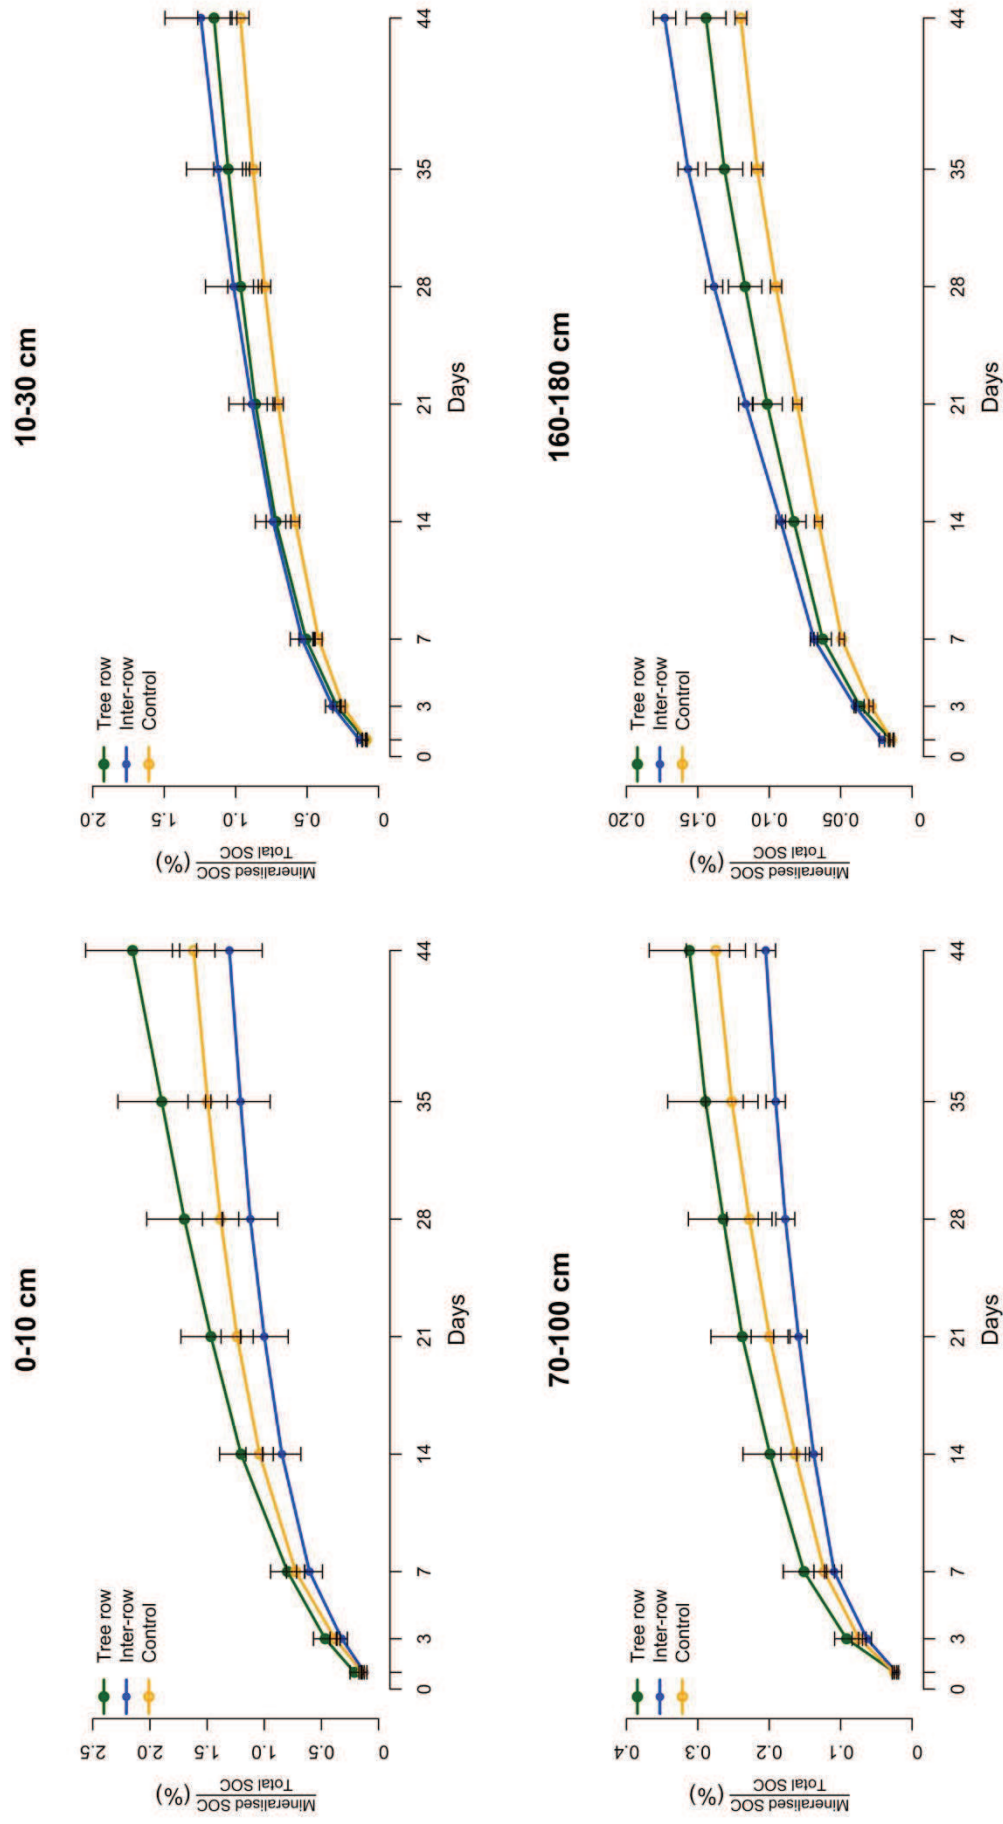 0-10 cm
Mineralised SOC
Total SOC
(%)
2.5
2.0
1.5
1.0
0.5
0
Tree row
Inter-row
Control
0
3
7
14
21
28
35
44
Days
10-30 cm
Mineralised SOC
Total SOC
(%)
2.0
1.5
1.0
0.5
0
Tree row
Inter-row
Control
0
3
7
14
21
28
35
44
Days
70-100 cm
Mineralised SOC
Total SOC
(%)
0.4
0.3
0.2
0.1
0
Tree row
Inter-row
Control
0
3
7
14
21
28
35
44
Days
160-180 cm
Mineralised SOC
Total SOC
(%)
0.20
0.15
0.10
0.05
0
Tree row
Inter-row
Control
0
3
7
14
21
28
35
44
Days